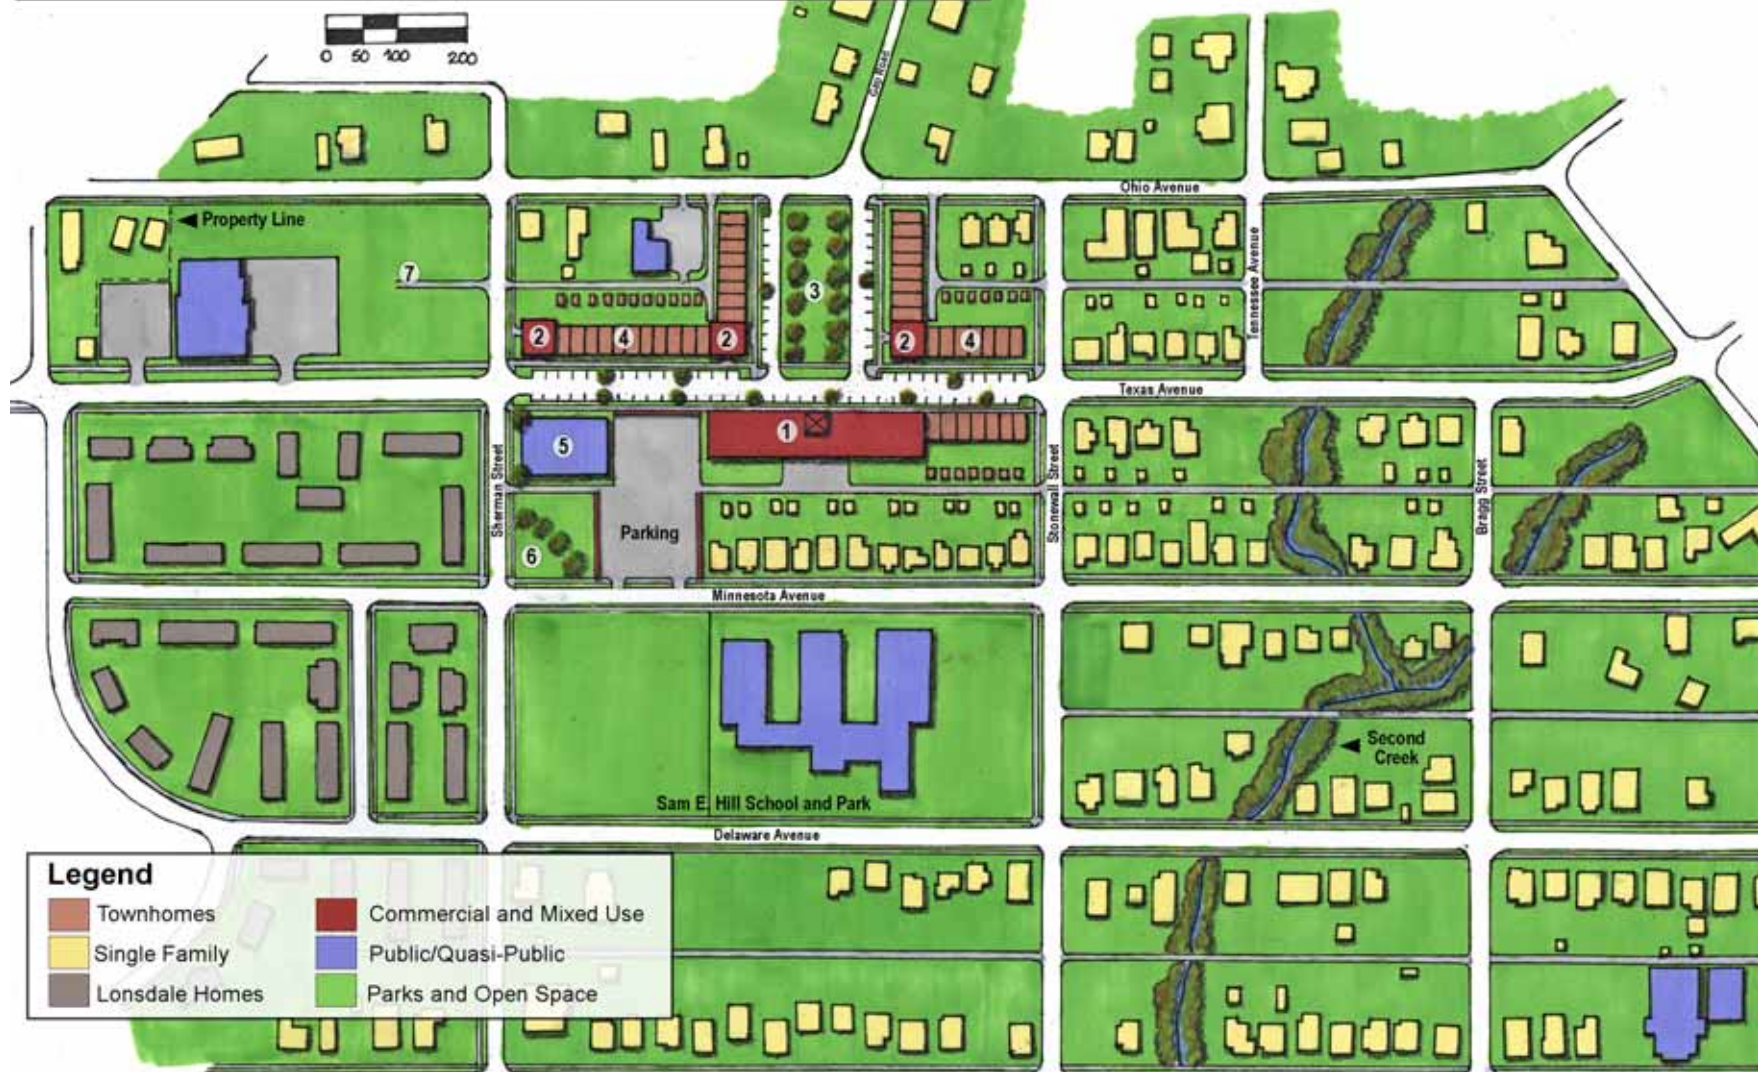 0 50 100 200
Gap Road
Ohio Avenue
Property Line
7
3
Tennessee Avenue
2
4
2
2
4
Texas Avenue
1
5
Sherman Street
Stonewall Street
Bragg Street
Parking
6
Minnesota Avenue
Second
Creek
Sam E. Hill School and Park
Delaware Avenue
Legend
Townhomes
Commercial and Mixed Use
Single Family
Public/Quasi-Public
Lonsdale Homes
Parks and Open Space